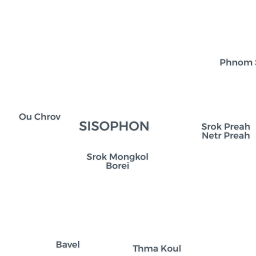 Phnom
Ou Chrov
SISOPHON
Srok Preah
Netr Preah
Srok Mongkol
Borei
Bavel
Thma Koul